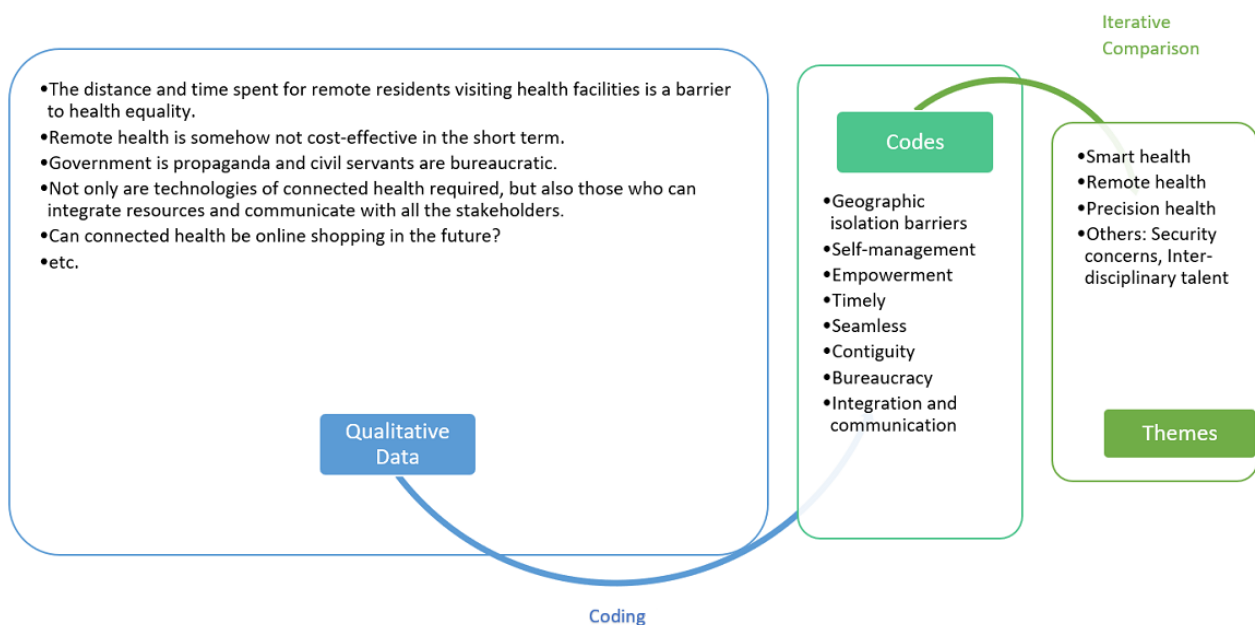 Iterative
Comparison
•The distance and time spent for remote residents visiting health facilities is a barrier
to health equality.
•Remote health is somehow not cost-effective in the short term.
•Government is propaganda and civil servants are bureaucratic.
•Not only are technologies of connected health required, but also those who can
integrate resources and communicate with all the stakeholders.
•Can connected health be online shopping in the future?
•etc.
Qualitative
Data
Coding
Codes
•Geographic
isolation barriers
•Self-management
•Empowerment
•Timely
•Seamless
•Contiguity
•Bureaucracy
•Integration and
communication
•Smart health
•Remote health
•Precision health
•Others: Security
concerns, Inter-
disciplinary talent
Themes